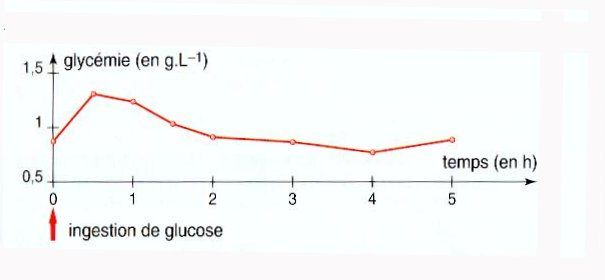 glycémie (en g.L⁻¹)
1,5
1
temps (en h)
0,5
0 1 2 3 4 5
ingestion de glucose